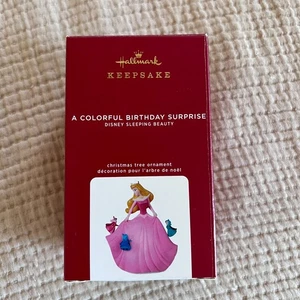 Hallmark
KEEPSAKE
A COLORFUL BIRTHDAY SURPRISE
DISNEY SLEEPING BEAUTY
christmas tree ornament
décoration pour l'arbre de noël